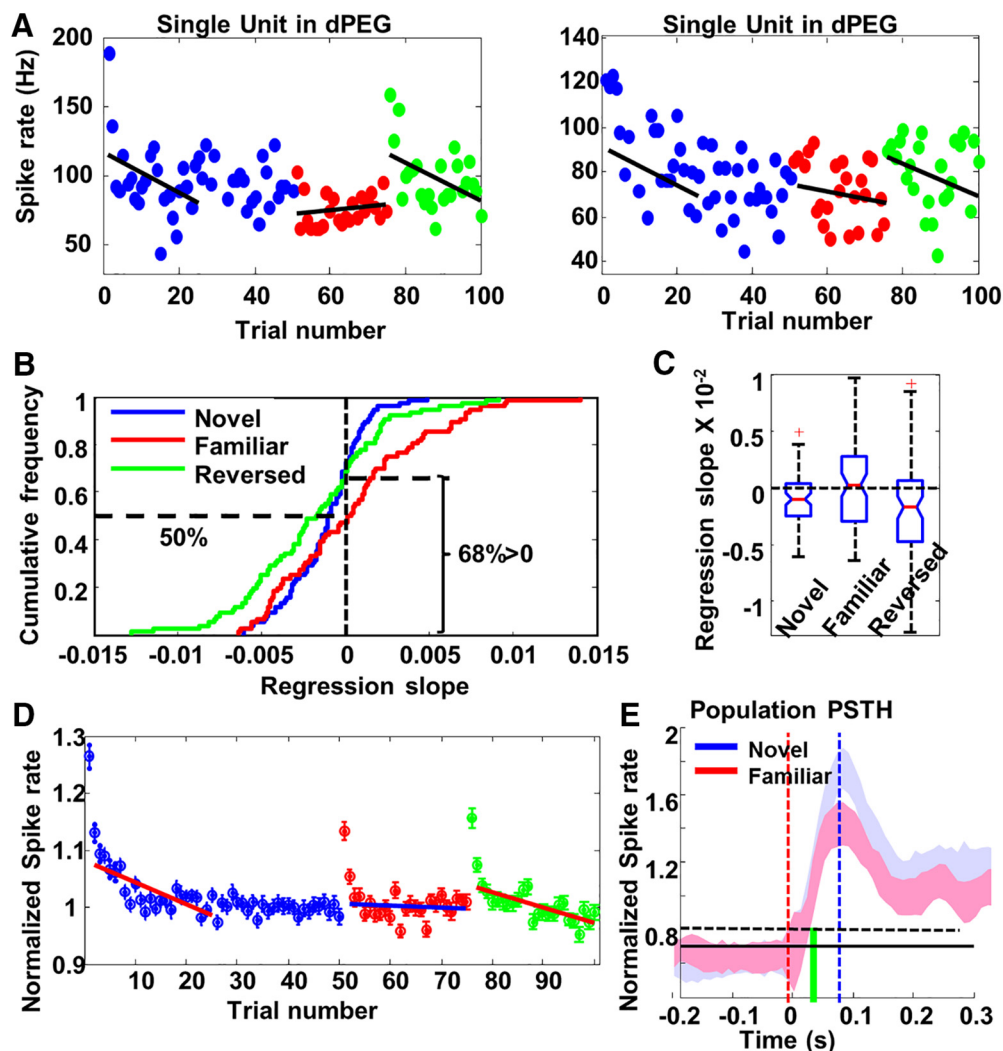 A
Single Unit in dPEG
Single Unit in dPEG
Spike rate (Hz)
200
150
100
50
0 20 40 60 80 100
Trial number
140
120
100
80
60
40
0 20 40 60 80 100
Trial number
B
Cumulative frequency
1
0.8
0.6
0.4
0.2
Novel
Familiar
Reversed
50%
68%>0
-0.015 -0.01 -0.005 0 0.005 0.01 0.015
Regression slope
C
Regression slope X 10-2
1
0.5
0
-0.5
-1
Novel
Familiar
Reversed
D
Normalized Spike rate
1.3
1.2
1.1
1.0
0.9
0 10 20 30 40 50 60 70 80 90
Trial number
E
Population PSTH
Novel
Familiar
Normalized Spike rate
2
1.6
1.2
0.8
-0.2 -0.1 0 0.1 0.2 0.3
Time (s)